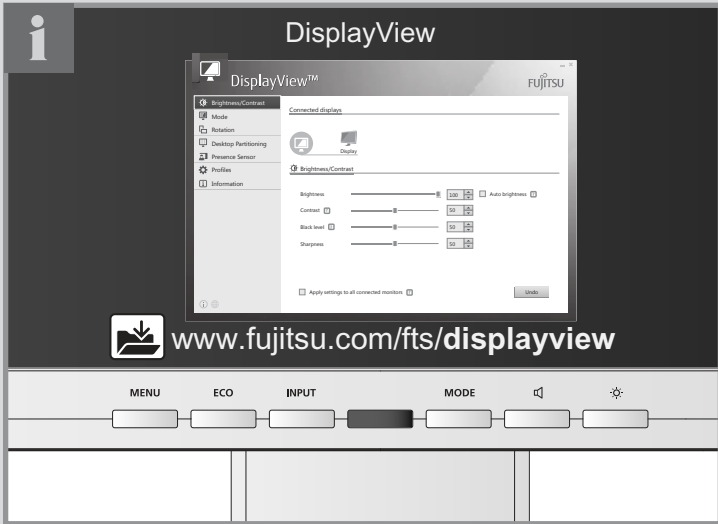 i
DisplayView
DisplayView™
FUJITSU
Brightness/Contrast
Mode
Rotation
Desktop Partitioning
Presence Sensor
Profiles
Information
Connected displays
Display
Brightness/Contrast
Brightness 100 Auto brightness ?
Contrast ? 50
Black level ? 50
Sharpness 50
Apply settings to all connected monitors ?
Undo
www.fujitsu.com/fts/displayview
MENU ECO INPUT MODE